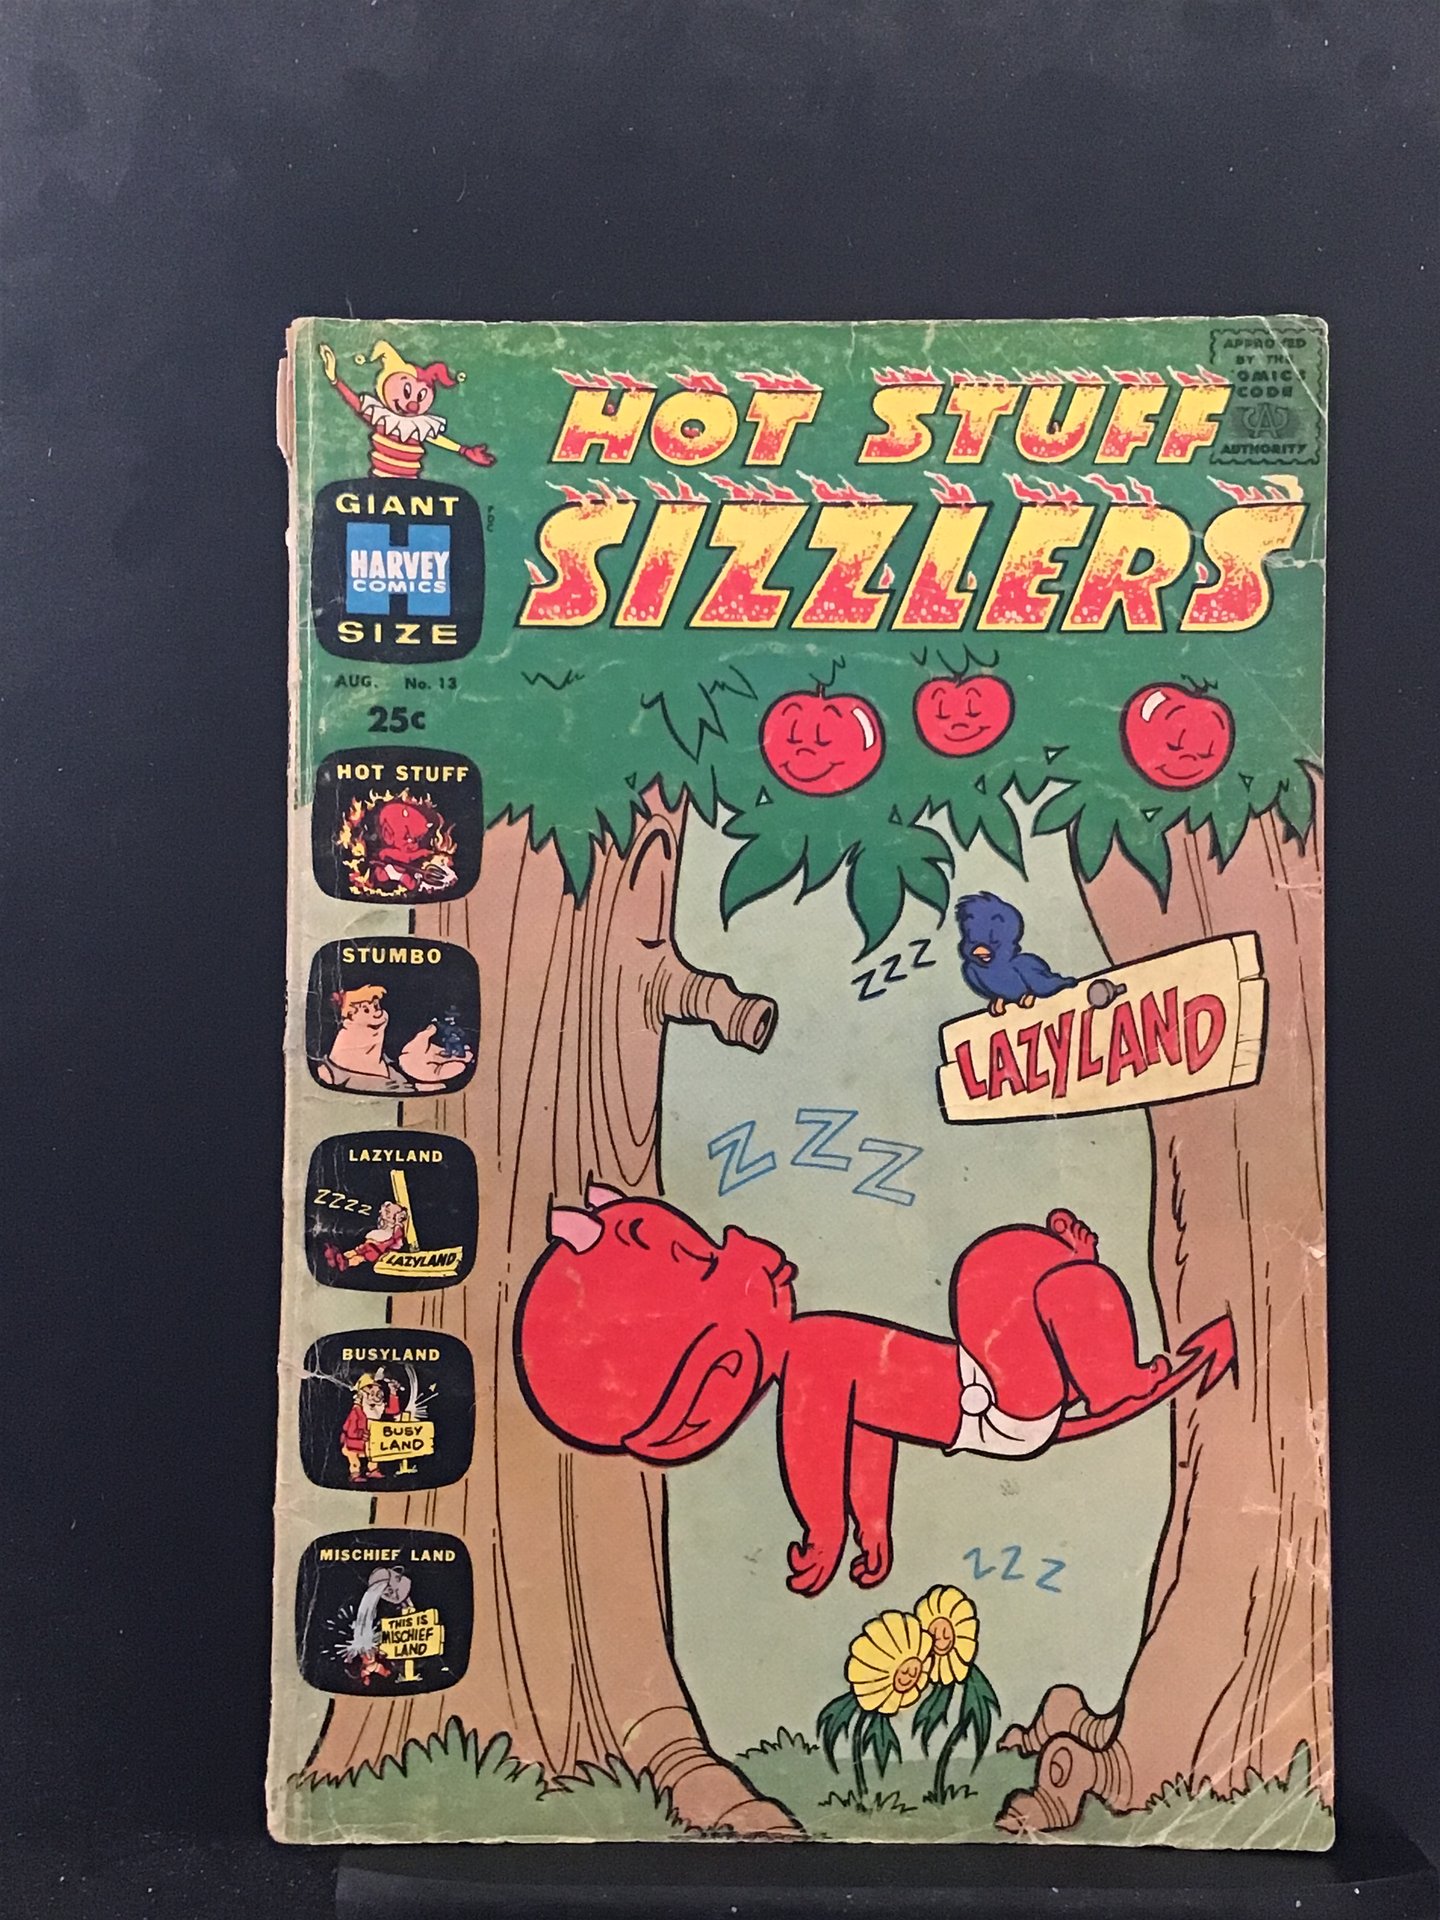 APPROVED
BY THE
COMICS
CODE
AUTHORITY
HOT STUFF
SIZZLERS
GIANT
H
HARVEY
COMICS
SIZE
AUG. No. 13
25c
HOT STUFF
STUMBO
LAZYLAND
ZZZZ
LAZYLAND
BUSYLAND
BUSY
LAND
MISCHIEF LAND
THIS IS
MISCHIEF
LAND
ZZZ
LAZYLAND
ZZZ
ZZZ